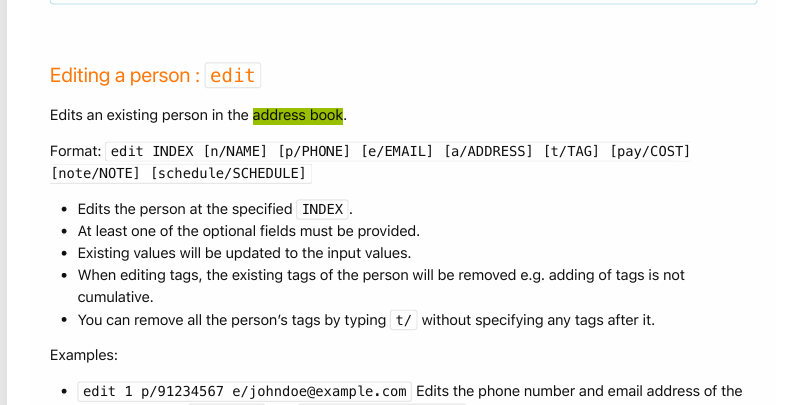 Editing a person : edit
Edits an existing person in the address book.
Format: edit INDEX [n/NAME] [p/PHONE] [e/EMAIL] [a/ADDRESS] [t/TAG] [pay/COST]
[note/NOTE] [schedule/SCHEDULE]
• Edits the person at the specified INDEX.
• At least one of the optional fields must be provided.
• Existing values will be updated to the input values.
• When editing tags, the existing tags of the person will be removed e.g. adding of tags is not
cumulative.
• You can remove all the person’s tags by typing t/ without specifying any tags after it.
Examples:
• edit 1 p/91234567 e/johndoe@example.com Edits the phone number and email address of the